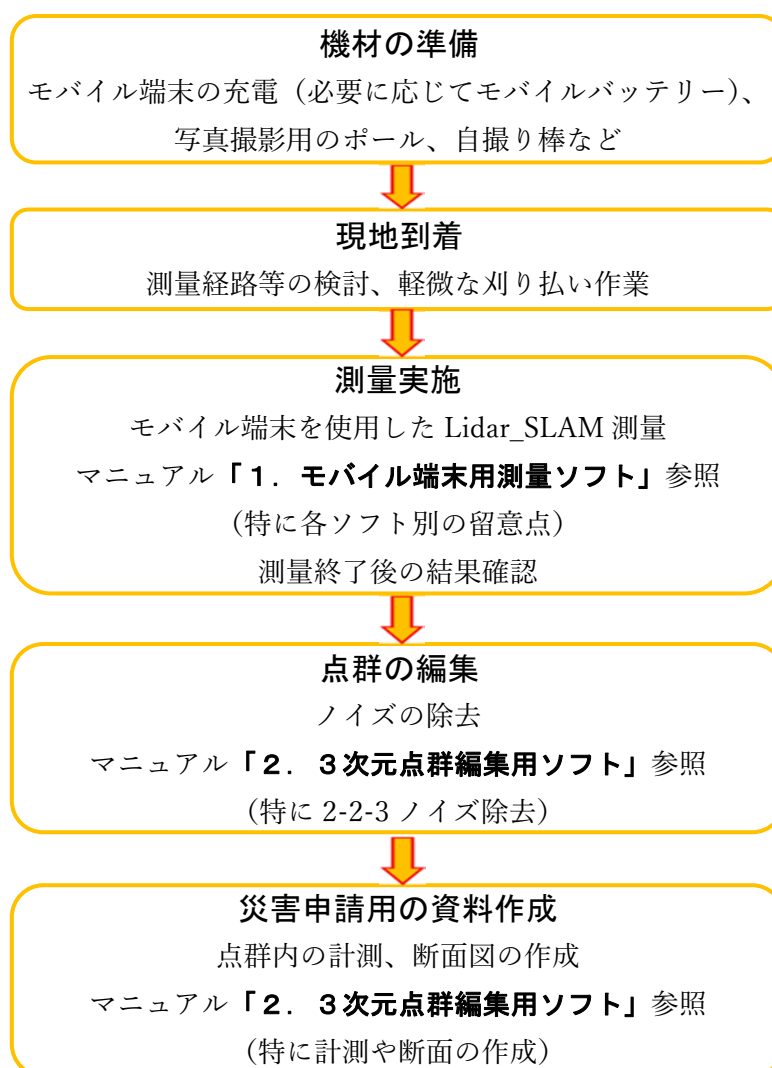 機材の準備
モバイル端末の充電（必要に応じてモバイルバッテリー）、
写真撮影用のポール、自撮り棒など
現地到着
測量経路等の検討、軽微な刈り払い作業
測量実施
モバイル端末を使用した Lidar_SLAM 測量
マニュアル「１．モバイル端末用測量ソフト」参照
（特に各ソフト別の留意点）
測量終了後の結果確認
点群の編集
ノイズの除去
マニュアル「２．３次元点群編集用ソフト」参照
（特に 2-2-3 ノイズ除去）
災害申請用の資料作成
点群内の計測、断面図の作成
マニュアル「２．３次元点群編集用ソフト」参照
（特に計測や断面の作成）